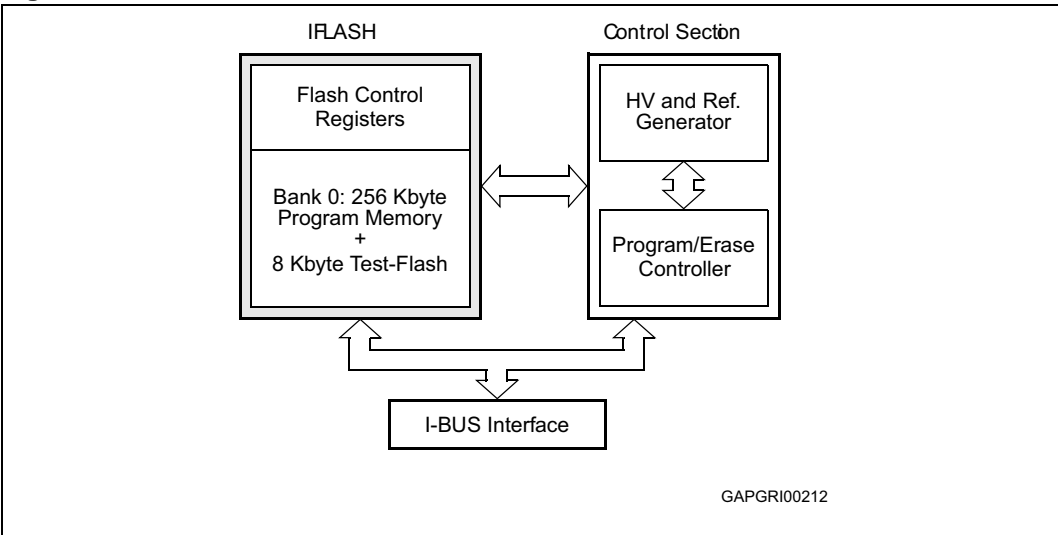 IFLASH
Control Section
Flash Control
Registers
HV and Ref.
Generator
Bank 0: 256 Kbyte
Program Memory
+
8 Kbyte Test-Flash
Program/Erase
Controller
I-BUS Interface
GAPGRI00212